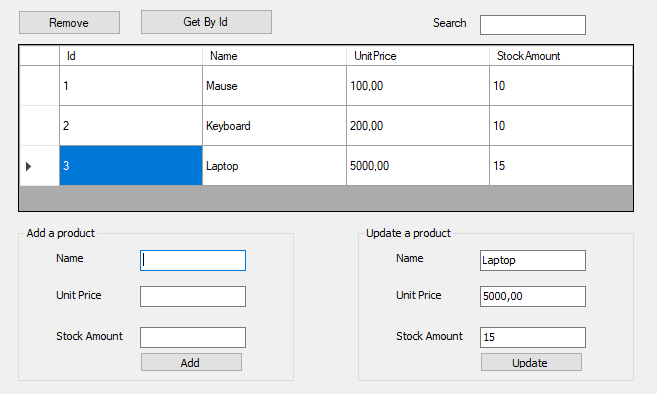 Remove Get By Id Search
Id Name UnitPrice StockAmount
1 Mause 100,00 10
2 Keyboard 200,00 10
3 Laptop 5000,00 15
Add a product
Name
Unit Price
Stock Amount
Add
Update a product
Name Laptop
Unit Price 5000,00
Stock Amount 15
Update